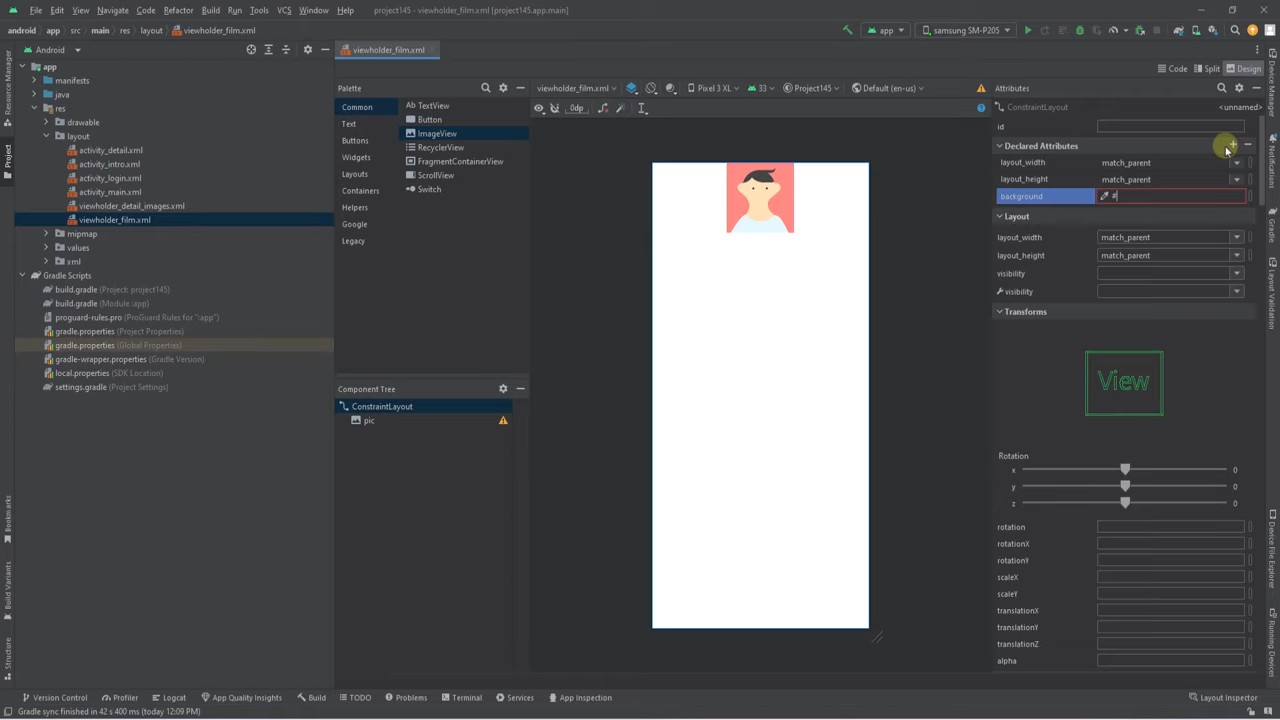 File Edit View Navigate Code Refactor Build Run Tools VCS Window Help project145 - viewholder_film.xml [project145.app.main]
android app src main res layout viewholder_film.xml app samsung SM-P205
Android viewholder_film.xml
Code Split Design
Palette viewholder_film.xml Pixel 3 XL 33 Project145 Default (en-us) Attributes
0dp
ConstraintLayout <unnamed>
id
Declared Attributes
layout_width match_parent
layout_height match_parent
background #
Layout
layout_width match_parent
layout_height match_parent
visibility
visibility
Transforms
View
Rotation
x 0
y 0
z 0
rotation
rotationX
rotationY
scaleX
scaleY
translationX
translationY
translationZ
alpha
app
manifests
java
res
drawable
layout
activity_detail.xml
activity_intro.xml
activity_login.xml
activity_main.xml
viewholder_detail_images.xml
viewholder_film.xml
mipmap
values
xml
Gradle Scripts
build.gradle (Project: project145)
build.gradle (Module :app)
proguard-rules.pro (ProGuard Rules for ":app")
gradle.properties (Project Properties)
gradle.properties (Global Properties)
gradle-wrapper.properties (Gradle Version)
local.properties (SDK Location)
settings.gradle (Project Settings)
Common
Text
Buttons
Widgets
Layouts
Containers
Helpers
Google
Legacy
TextView
Button
ImageView
RecyclerView
FragmentContainerView
ScrollView
Switch
Component Tree
ConstraintLayout
pic
Resource Manager
Project
Bookmarks
Build Variants
Structure
Device Manager
Notifications
Gradle
Layout Validation
Device File Explorer
Running Devices
Version Control Profiler Logcat App Quality Insights Build TODO Problems Terminal Services App Inspection Layout Inspector
Gradle sync finished in 42 s 400 ms (today 12:09 PM)